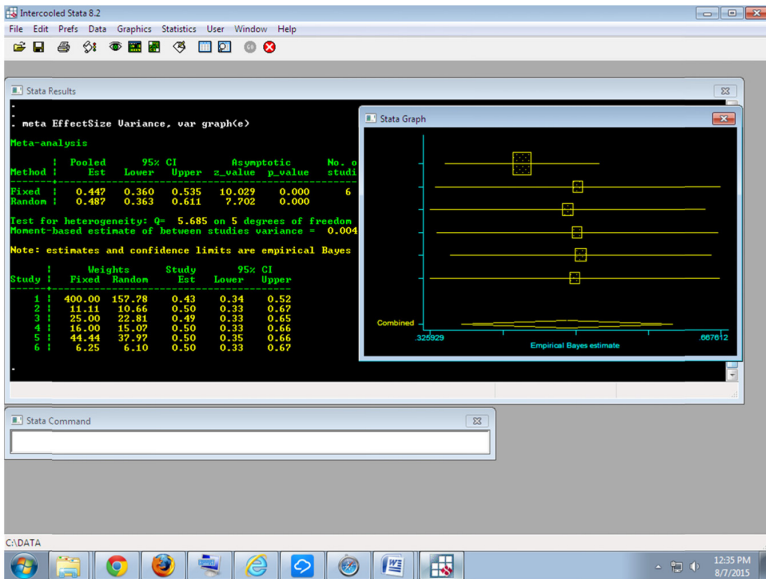 Intercooled Stata 8.2
File Edit Prefs Data Graphics Statistics User Window Help
Stata Results
. meta EffectSize Variance, var graph(e)
Meta-analysis
| Pooled 95% CI Asymptotic No. o
Method | Est Lower Upper z_value p_value studi
Fixed | 0.447 0.360 0.535 10.029 0.000 6
Random | 0.487 0.363 0.611 7.702 0.000
Test for heterogeneity: Q= 5.685 on 5 degrees of freedom
Moment-based estimate of between studies variance = 0.004
Note: estimates and confidence limits are empirical Bayes
| Weights Study 95% CI
Study | Fixed Random Est Lower Upper
1 | 400.00 157.78 0.43 0.34 0.52
2 | 11.11 10.66 0.50 0.33 0.67
3 | 25.00 22.81 0.49 0.33 0.65
4 | 16.00 15.07 0.50 0.33 0.66
5 | 44.44 37.97 0.50 0.35 0.66
6 | 6.25 6.10 0.50 0.33 0.67
.
Stata Graph
Combined
.325929
.667612
Empirical Bayes estimate
Stata Command
C:\DATA
12:35 PM
8/7/2015